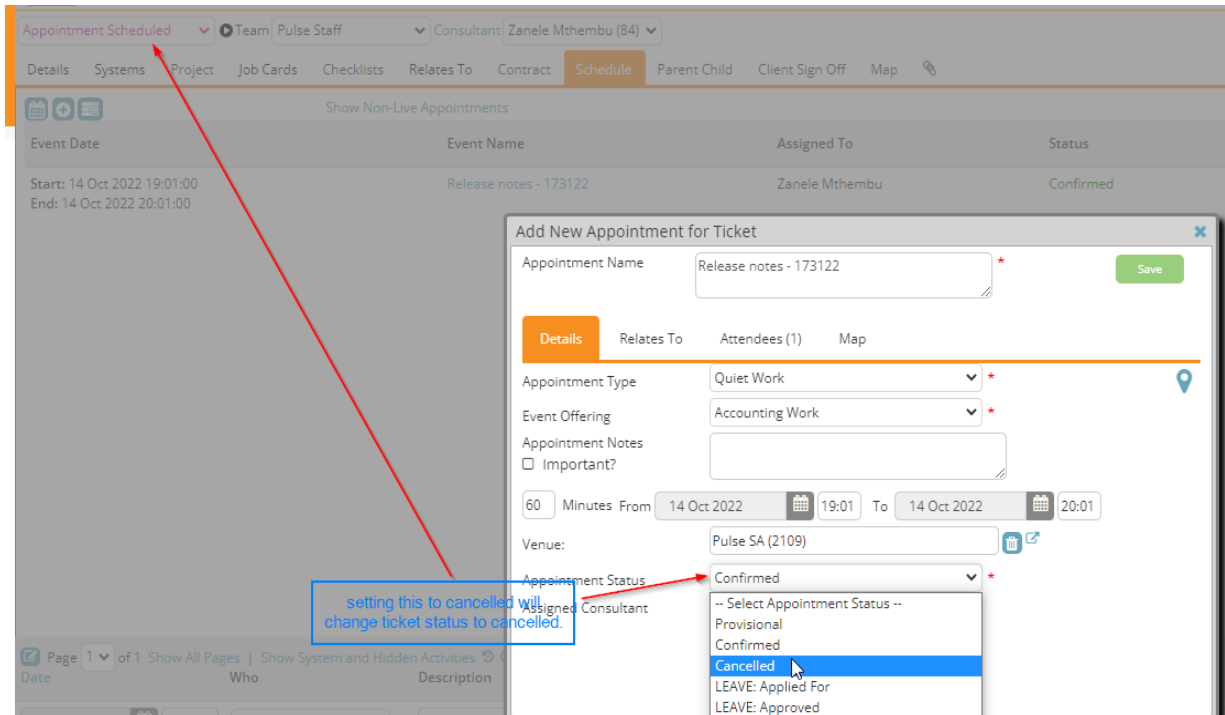 Appointment Scheduled Team Pulse Staff Consultant Zanele Mthembu (84)
Details Systems Project Job Cards Checklists Relates To Contract Schedule Parent Child Client Sign Off Map
Show Non-Live Appointments
Event Date Event Name Assigned To Status
Start: 14 Oct 2022 19:01:00 Release notes - 173122 Zanele Mthembu Confirmed
End: 14 Oct 2022 20:01:00
Add New Appointment for Ticket
Appointment Name Release notes - 173122 * Save
Details Relates To Attendees (1) Map
Appointment Type Quiet Work *
Event Offering Accounting Work *
Appointment Notes
Important?
60 Minutes From 14 Oct 2022 19:01 To 14 Oct 2022 20:01
Venue: Pulse SA (2109)
Appointment Status Confirmed *
Assigned Consultant
setting this to cancelled will
change ticket status to cancelled.
-- Select Appointment Status --
Provisional
Confirmed
Cancelled
LEAVE: Applied For
LEAVE: Approved
Page 1 of 1 Show All Pages | Show System and Hidden Activities
Date Who Description